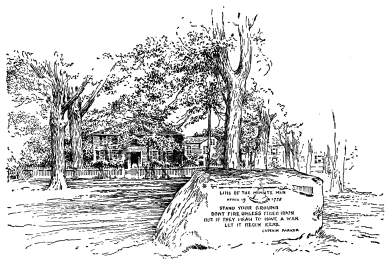 LINE OF THE MINUTE MEN
APRIL 19 1775
STAND YOUR GROUND
DONT FIRE UNLESS FIRED UPON
BUT IF THEY MEAN TO HAVE A WAR
LET IT BEGIN HERE
CAPTAIN PARKER